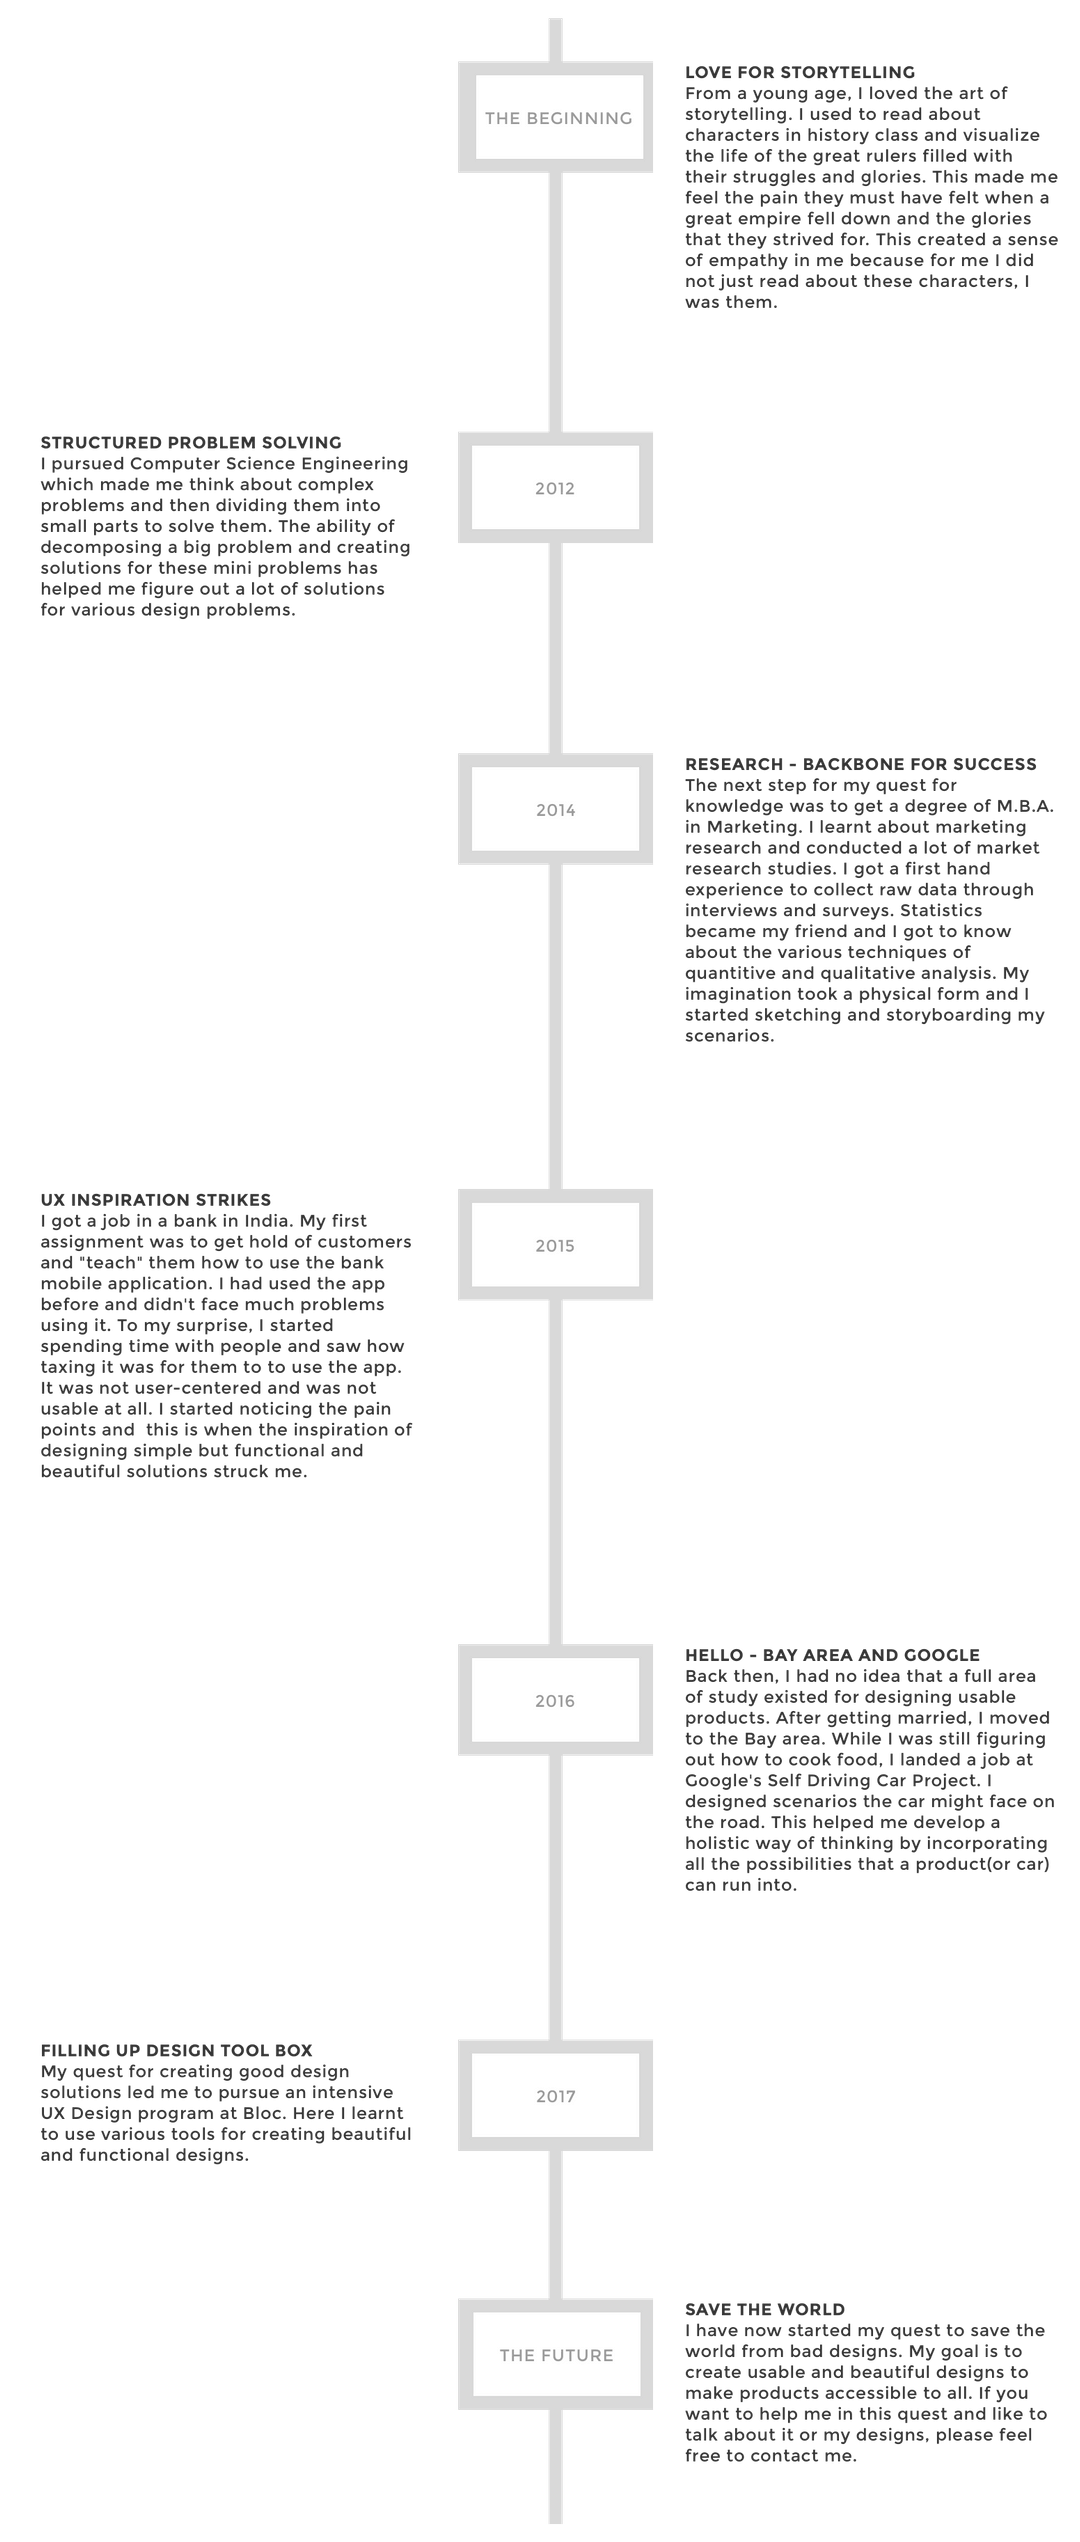 THE BEGINNING
LOVE FOR STORYTELLING
From a young age, I loved the art of
storytelling. I used to read about
characters in history class and visualize
the life of the great rulers filled with
their struggles and glories. This made me
feel the pain they must have felt when a
great empire fell down and the glories
that they strived for. This created a sense
of empathy in me because for me I did
not just read about these characters, I
was them.
2012
STRUCTURED PROBLEM SOLVING
I pursued Computer Science Engineering
which made me think about complex
problems and then dividing them into
small parts to solve them. The ability of
decomposing a big problem and creating
solutions for these mini problems has
helped me figure out a lot of solutions
for various design problems.
2014
RESEARCH - BACKBONE FOR SUCCESS
The next step for my quest for
knowledge was to get a degree of M.B.A.
in Marketing. I learnt about marketing
research and conducted a lot of market
research studies. I got a first hand
experience to collect raw data through
interviews and surveys. Statistics
became my friend and I got to know
about the various techniques of
quantitive and qualitative analysis. My
imagination took a physical form and I
started sketching and storyboarding my
scenarios.
2015
UX INSPIRATION STRIKES
I got a job in a bank in India. My first
assignment was to get hold of customers
and "teach" them how to use the bank
mobile application. I had used the app
before and didn't face much problems
using it. To my surprise, I started
spending time with people and saw how
taxing it was for them to to use the app.
It was not user-centered and was not
usable at all. I started noticing the pain
points and  this is when the inspiration of
designing simple but functional and
beautiful solutions struck me.
2016
HELLO - BAY AREA AND GOOGLE
Back then, I had no idea that a full area
of study existed for designing usable
products. After getting married, I moved
to the Bay area. While I was still figuring
out how to cook food, I landed a job at
Google's Self Driving Car Project. I
designed scenarios the car might face on
the road. This helped me develop a
holistic way of thinking by incorporating
all the possibilities that a product(or car)
can run into.
2017
FILLING UP DESIGN TOOL BOX
My quest for creating good design
solutions led me to pursue an intensive
UX Design program at Bloc. Here I learnt
to use various tools for creating beautiful
and functional designs.
THE FUTURE
SAVE THE WORLD
I have now started my quest to save the
world from bad designs. My goal is to
create usable and beautiful designs to
make products accessible to all. If you
want to help me in this quest and like to
talk about it or my designs, please feel
free to contact me.